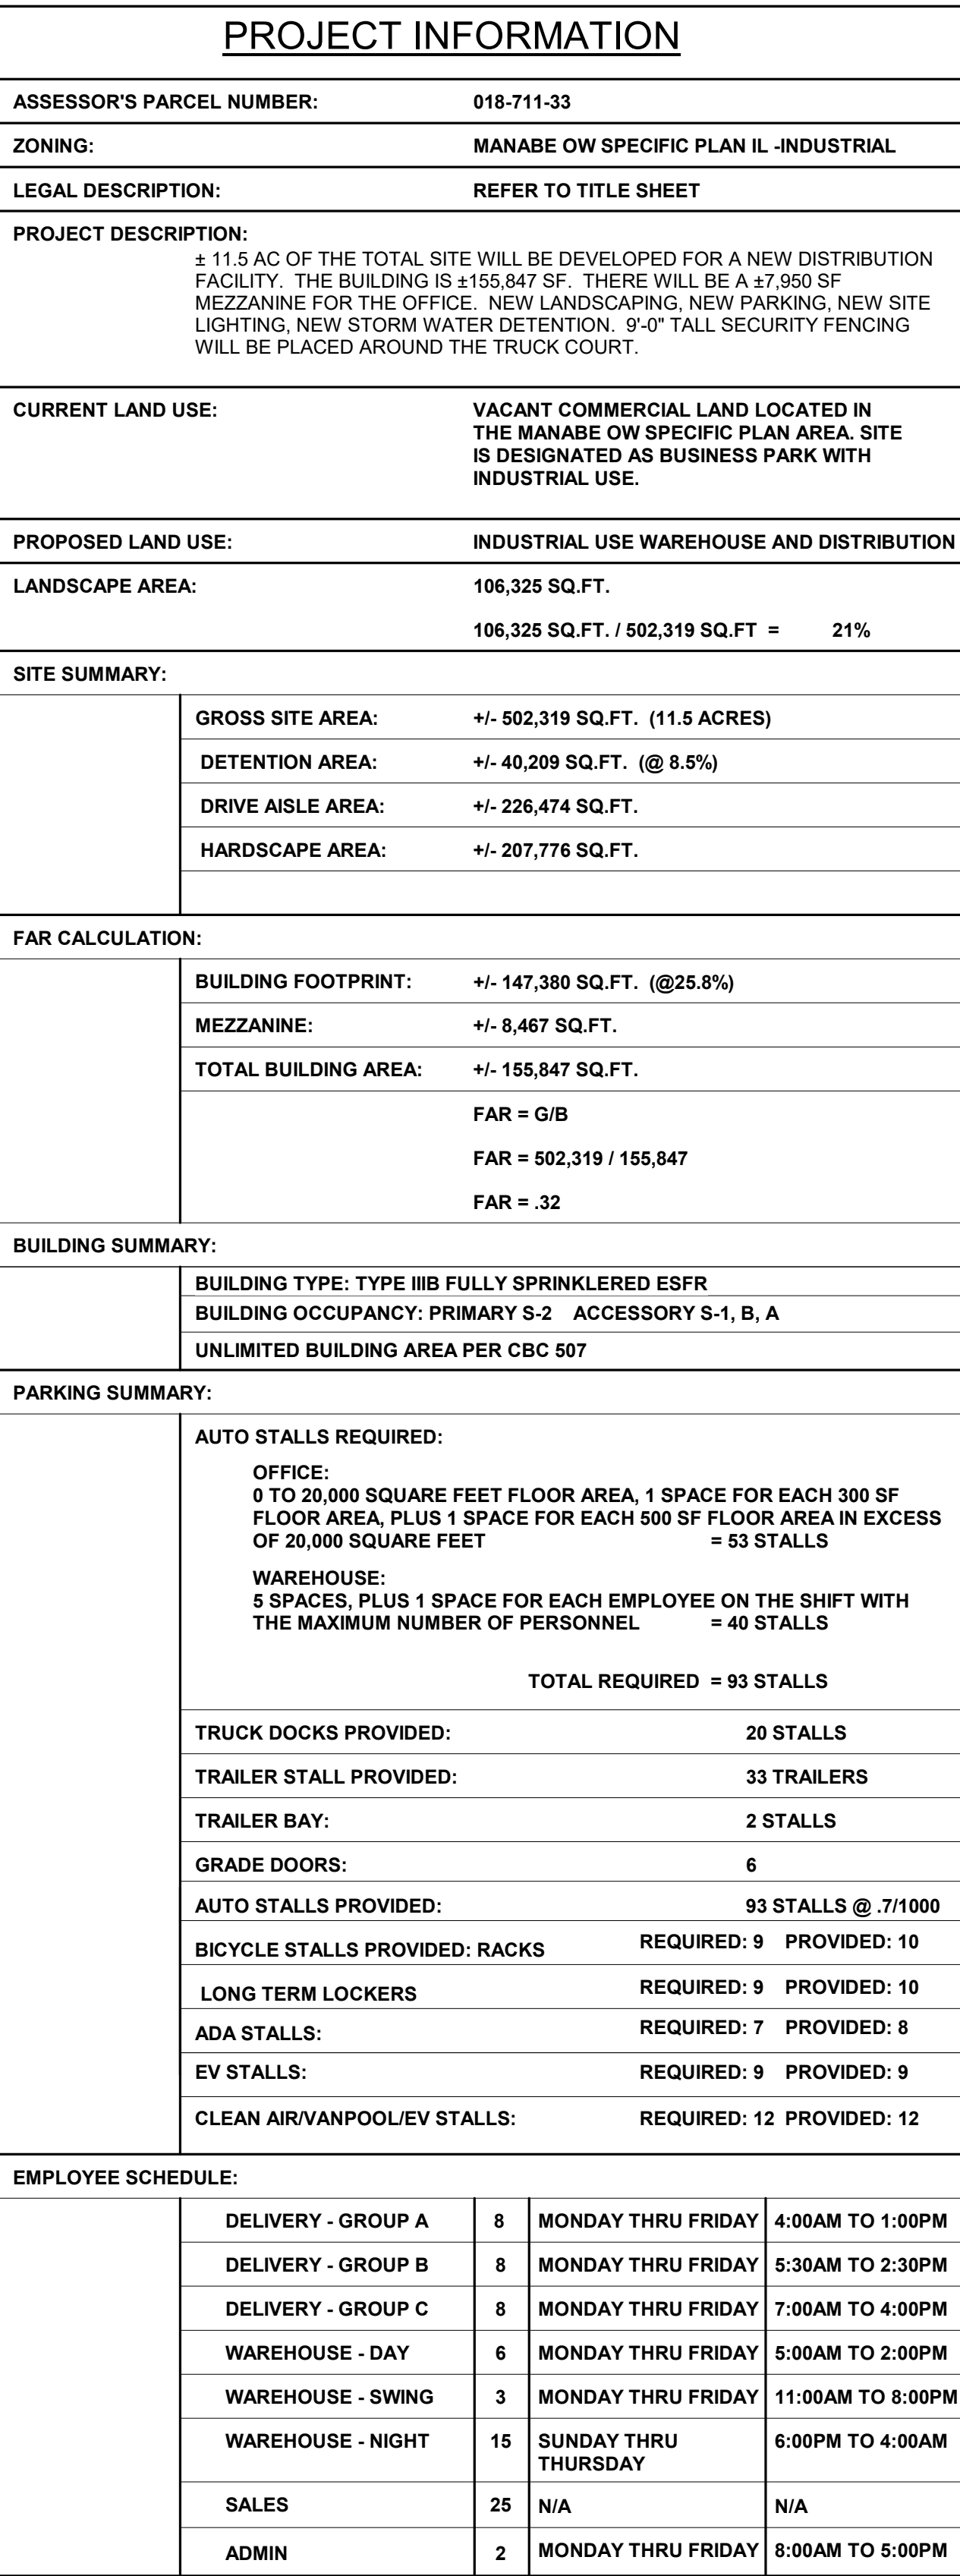 PROJECT INFORMATION
ASSESSOR'S PARCEL NUMBER: 018-711-33
ZONING: MANABE OW SPECIFIC PLAN IL -INDUSTRIAL
LEGAL DESCRIPTION: REFER TO TITLE SHEET
PROJECT DESCRIPTION:
± 11.5 AC OF THE TOTAL SITE WILL BE DEVELOPED FOR A NEW DISTRIBUTION
FACILITY. THE BUILDING IS ±155,847 SF. THERE WILL BE A ±7,950 SF
MEZZANINE FOR THE OFFICE. NEW LANDSCAPING, NEW PARKING, NEW SITE
LIGHTING, NEW STORM WATER DETENTION. 9'-0" TALL SECURITY FENCING
WILL BE PLACED AROUND THE TRUCK COURT.
CURRENT LAND USE: VACANT COMMERCIAL LAND LOCATED IN
THE MANABE OW SPECIFIC PLAN AREA. SITE
IS DESIGNATED AS BUSINESS PARK WITH
INDUSTRIAL USE.
PROPOSED LAND USE: INDUSTRIAL USE WAREHOUSE AND DISTRIBUTION
LANDSCAPE AREA: 106,325 SQ.FT.
106,325 SQ.FT. / 502,319 SQ.FT = 21%
SITE SUMMARY:
GROSS SITE AREA: +/- 502,319 SQ.FT. (11.5 ACRES)
DETENTION AREA: +/- 40,209 SQ.FT. (@ 8.5%)
DRIVE AISLE AREA: +/- 226,474 SQ.FT.
HARDSCAPE AREA: +/- 207,776 SQ.FT.
FAR CALCULATION:
BUILDING FOOTPRINT: +/- 147,380 SQ.FT. (@25.8%)
MEZZANINE: +/- 8,467 SQ.FT.
TOTAL BUILDING AREA: +/- 155,847 SQ.FT.
FAR = G/B
FAR = 502,319 / 155,847
FAR = .32
BUILDING SUMMARY:
BUILDING TYPE: TYPE IIIB FULLY SPRINKLERED ESFR
BUILDING OCCUPANCY: PRIMARY S-2 ACCESSORY S-1, B, A
UNLIMITED BUILDING AREA PER CBC 507
PARKING SUMMARY:
AUTO STALLS REQUIRED:
OFFICE:
0 TO 20,000 SQUARE FEET FLOOR AREA, 1 SPACE FOR EACH 300 SF
FLOOR AREA, PLUS 1 SPACE FOR EACH 500 SF FLOOR AREA IN EXCESS
OF 20,000 SQUARE FEET = 53 STALLS
WAREHOUSE:
5 SPACES, PLUS 1 SPACE FOR EACH EMPLOYEE ON THE SHIFT WITH
THE MAXIMUM NUMBER OF PERSONNEL = 40 STALLS
TOTAL REQUIRED = 93 STALLS
TRUCK DOCKS PROVIDED: 20 STALLS
TRAILER STALL PROVIDED: 33 TRAILERS
TRAILER BAY: 2 STALLS
GRADE DOORS: 6
AUTO STALLS PROVIDED: 93 STALLS @ .7/1000
BICYCLE STALLS PROVIDED: RACKS REQUIRED: 9 PROVIDED: 10
LONG TERM LOCKERS REQUIRED: 9 PROVIDED: 10
ADA STALLS: REQUIRED: 7 PROVIDED: 8
EV STALLS: REQUIRED: 9 PROVIDED: 9
CLEAN AIR/VANPOOL/EV STALLS: REQUIRED: 12 PROVIDED: 12
EMPLOYEE SCHEDULE:
DELIVERY - GROUP A 8 MONDAY THRU FRIDAY 4:00AM TO 1:00PM
DELIVERY - GROUP B 8 MONDAY THRU FRIDAY 5:30AM TO 2:30PM
DELIVERY - GROUP C 8 MONDAY THRU FRIDAY 7:00AM TO 4:00PM
WAREHOUSE - DAY 6 MONDAY THRU FRIDAY 5:00AM TO 2:00PM
WAREHOUSE - SWING 3 MONDAY THRU FRIDAY 11:00AM TO 8:00PM
WAREHOUSE - NIGHT 15 SUNDAY THRU 6:00PM TO 4:00AM
THURSDAY
SALES 25 N/A N/A
ADMIN 2 MONDAY THRU FRIDAY 8:00AM TO 5:00PM